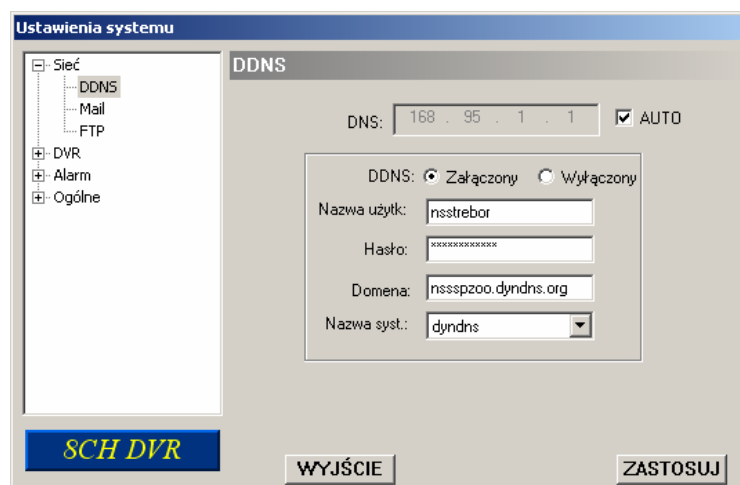 Ustawienia systemu
Sieć
DDNS
Mail
FTP
DVR
Alarm
Ogólne
8CH DVR
DDNS
DNS: 168 . 95 . 1 . 1 AUTO
DDNS: Załączony Wyłączony
Nazwa użytk: nsstrebor
Hasło: ************
Domena: nssspzoo.dyndns.org
Nazwa syst.: dyndns
WYJŚCIE ZASTOSUJ